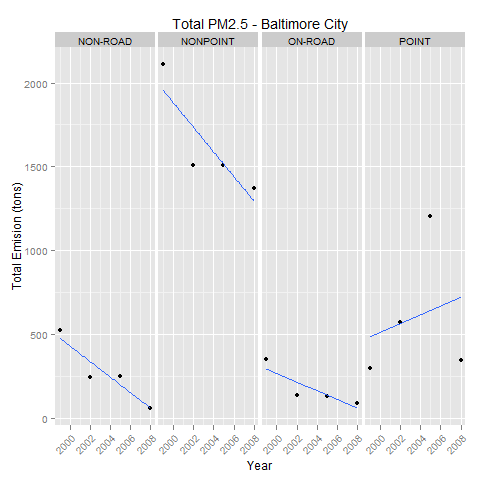 Total PM2.5 - Baltimore City
NON-ROAD NONPOINT ON-ROAD POINT
2000
1500
1000
500
0
Total Emision (tons)
2000 2002 2004 2006 2008 2000 2002 2004 2006 2008 2000 2002 2004 2006 2008 2000 2002 2004 2006 2008
Year